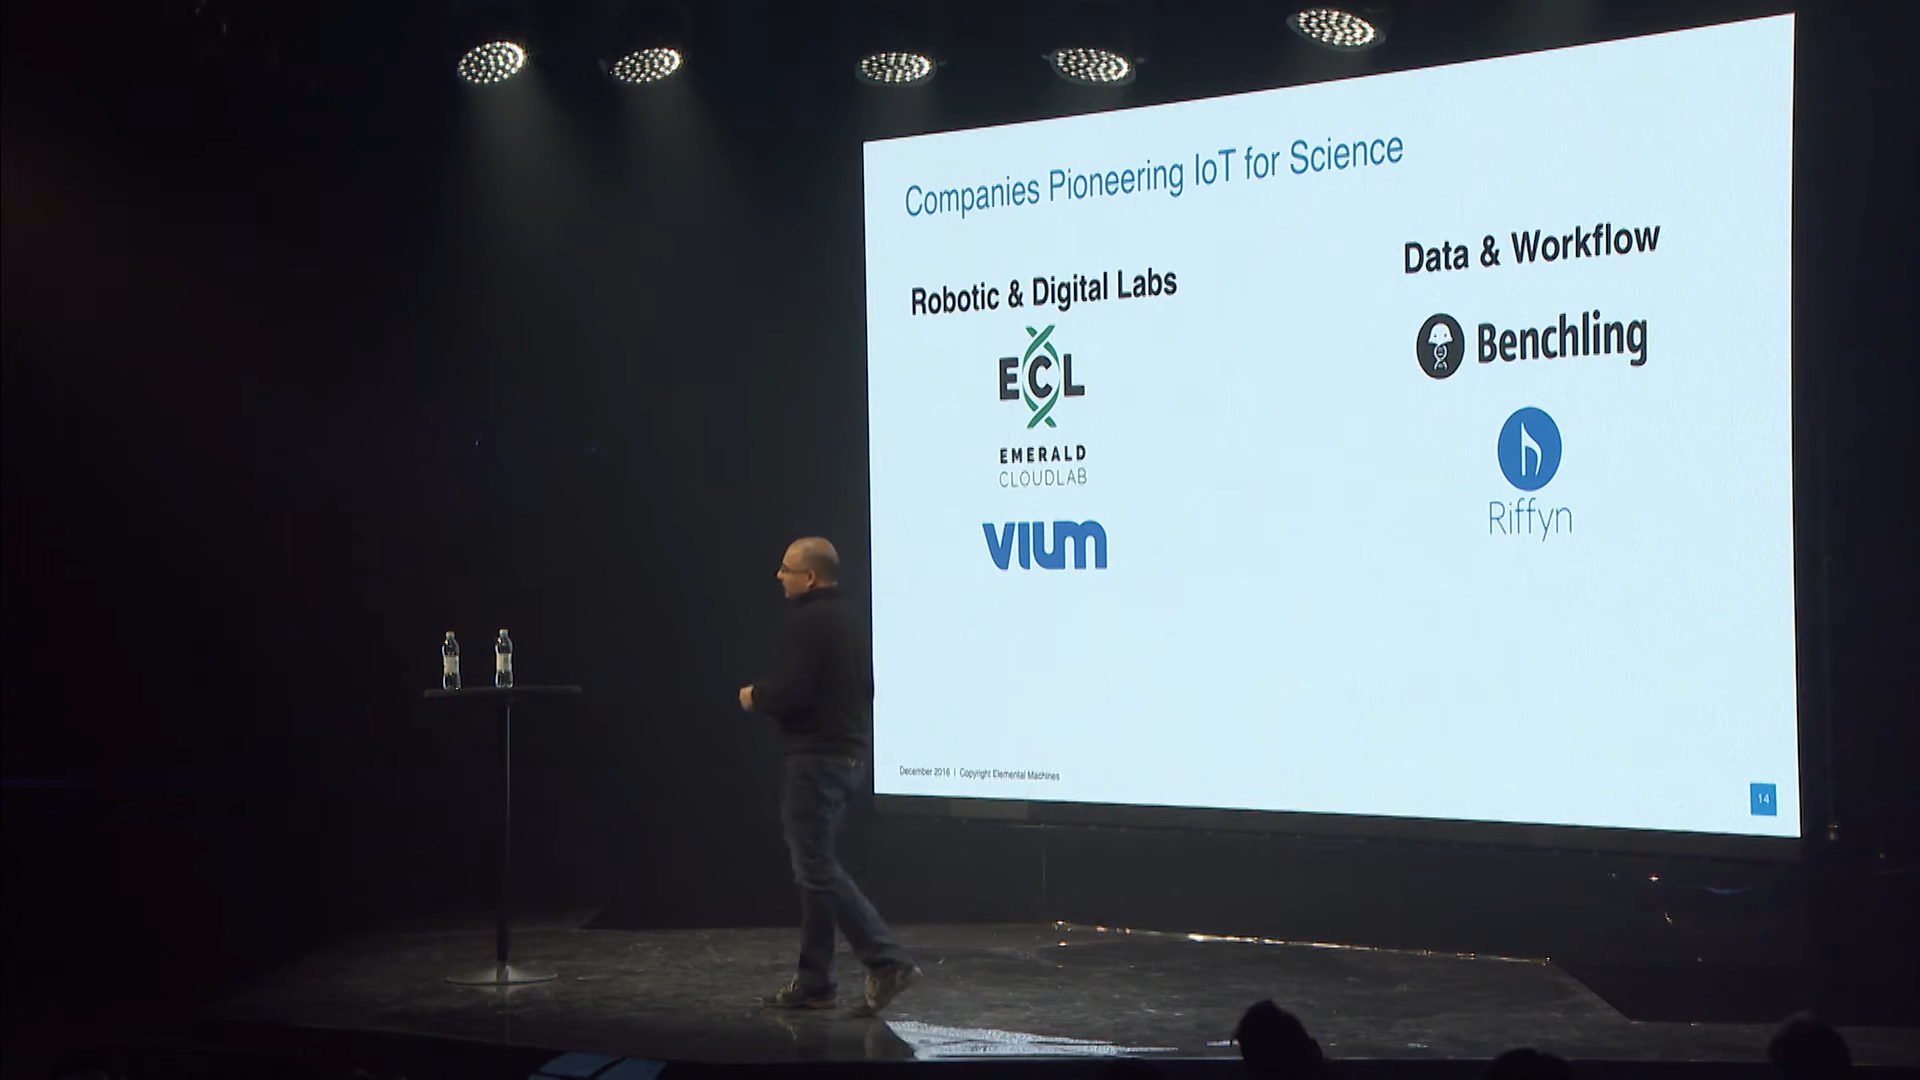 Companies Pioneering IoT for Science
Robotic & Digital Labs
ECL
EMERALD
CLOUDLAB
VIUM
Data & Workflow
Benchling
Riffyn
December 2016 | Copyright Elemental Machines
14